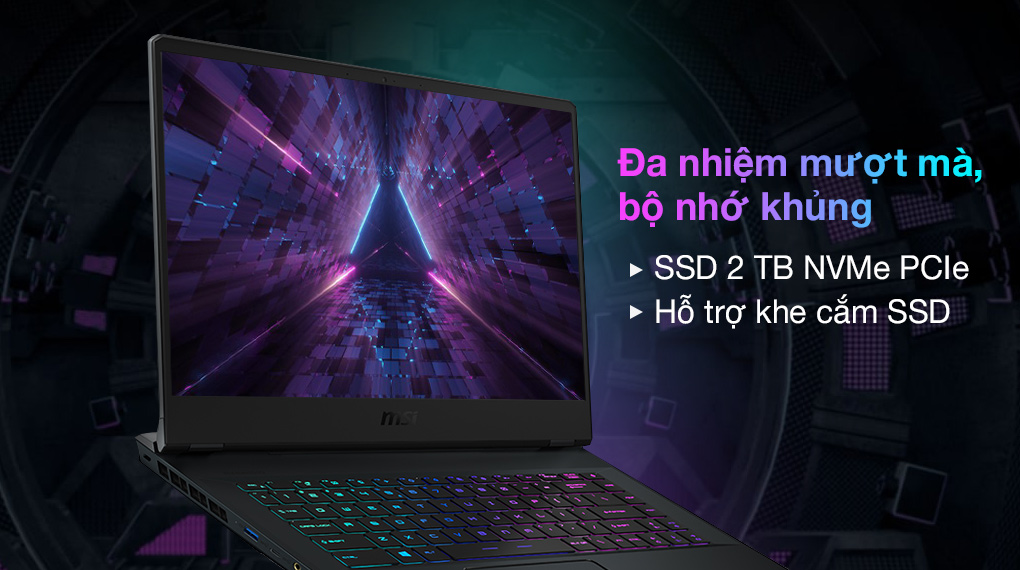 Đa nhiệm mượt mà,
bộ nhớ khủng
▸ SSD 2 TB NVMe PCIe
▸ Hỗ trợ khe cắm SSD
msi